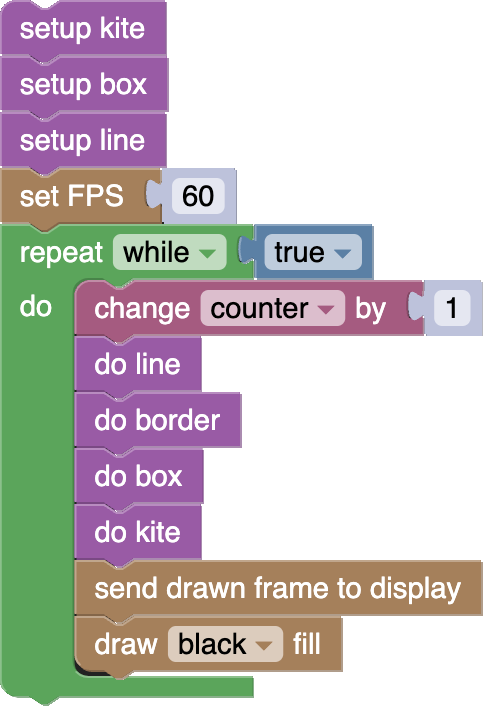 setup kite
setup box
setup line
set FPS 60
repeat while true
do change counter by 1
do line
do border
do box
do kite
send drawn frame to display
draw black fill